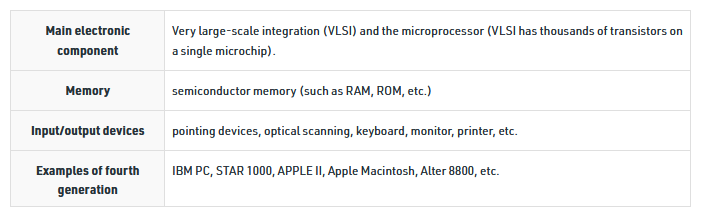 Main electronic
component
Very large-scale integration (VLSI) and the microprocessor (VLSI has thousands of transistors on
a single microchip).
Memory
semiconductor memory (such as RAM, ROM, etc.)
Input/output devices
pointing devices, optical scanning, keyboard, monitor, printer, etc.
Examples of fourth
generation
IBM PC, STAR 1000, APPLE II, Apple Macintosh, Alter 8800, etc.